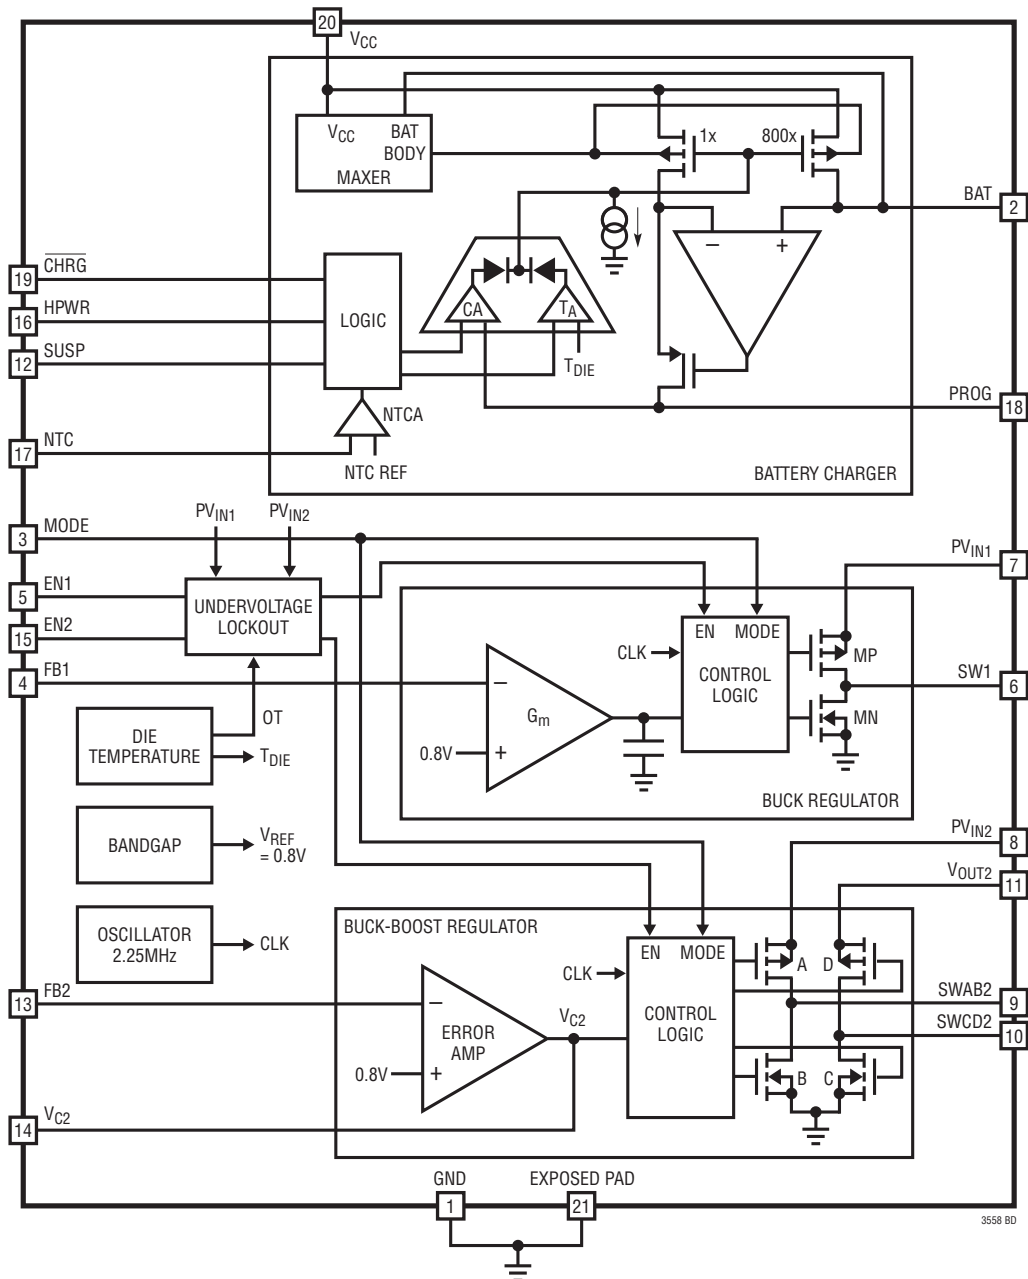 20
VCC
VCC
BAT
BODY
MAXER
1x
800x
BAT
2
–
+
19
CHRG
16
HPWR
12
SUSP
LOGIC
CA
TA
TDIE
NTCA
17
NTC
NTC REF
PROG
18
BATTERY CHARGER
PVIN1
PVIN2
3
MODE
5
EN1
15
EN2
4
FB1
UNDERVOLTAGE
LOCKOUT
PVIN1
7
EN
MODE
CLK
CONTROL
LOGIC
MP
SW1
6
MN
–
Gm
0.8V
+
BUCK REGULATOR
OT
DIE
TEMPERATURE
TDIE
BANDGAP
VREF
= 0.8V
OSCILLATOR
2.25MHz
CLK
PVIN2
8
VOUT2
11
BUCK-BOOST REGULATOR
EN
MODE
CLK
CONTROL
LOGIC
A
D
SWAB2
9
SWCD2
10
B
C
13
FB2
–
ERROR
AMP
VC2
0.8V
+
14
VC2
GND
1
EXPOSED PAD
21
3558 BD